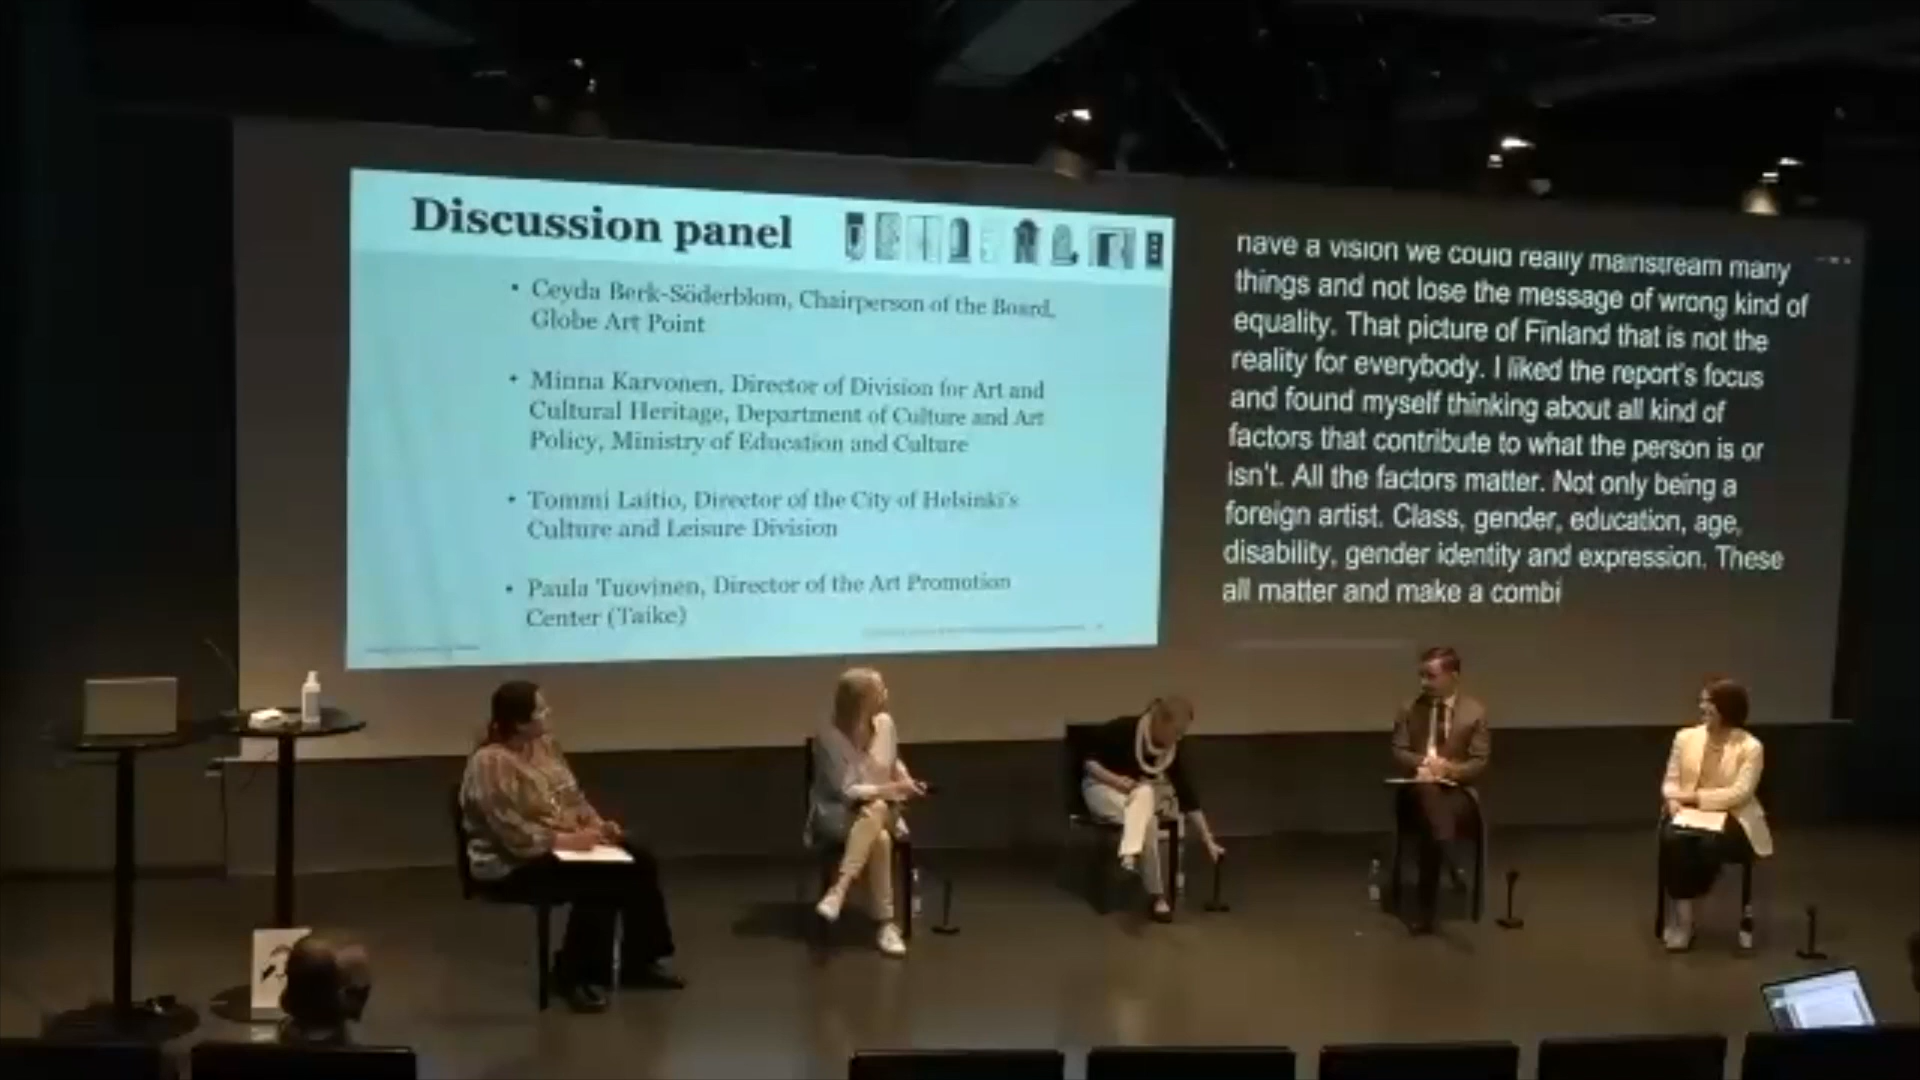 Discussion panel
• Ceyda Berk-Söderblom, Chairperson of the Board,
Globe Art Point
• Minna Karvonen, Director of Division for Art and
Cultural Heritage, Department of Culture and Art
Policy, Ministry of Education and Culture
• Tommi Laitio, Director of the City of Helsinki's
Culture and Leisure Division
• Paula Tuovinen, Director of the Art Promotion
Center (Taike)
have a vision we could really mainstream many
things and not lose the message of wrong kind of
equality. That picture of Finland that is not the
reality for everybody. I liked the report's focus
and found myself thinking about all kind of
factors that contribute to what the person is or
isn't. All the factors matter. Not only being a
foreign artist. Class, gender, education, age,
disability, gender identity and expression. These
all matter and make a combi